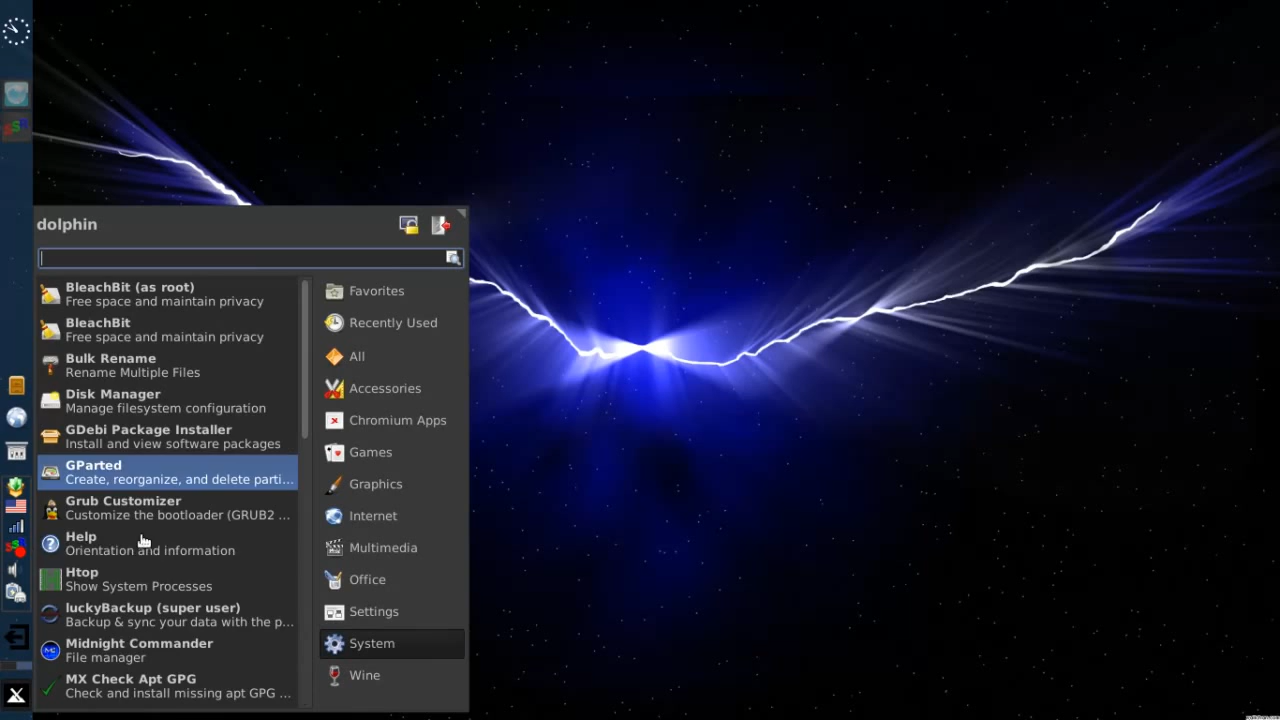 SSR
dolphin
BleachBit (as root)
Free space and maintain privacy
BleachBit
Free space and maintain privacy
Bulk Rename
Rename Multiple Files
Disk Manager
Manage filesystem configuration
GDebi Package Installer
Install and view software packages
GParted
Create, reorganize, and delete parti...
Grub Customizer
Customize the bootloader (GRUB2 ...
Help
Orientation and information
Htop
Show System Processes
luckyBackup (super user)
Backup & sync your data with the p...
Midnight Commander
File manager
MX Check Apt GPG
Check and install missing apt GPG ...
Favorites
Recently Used
All
Accessories
Chromium Apps
Games
Graphics
Internet
Multimedia
Office
Settings
System
Wine